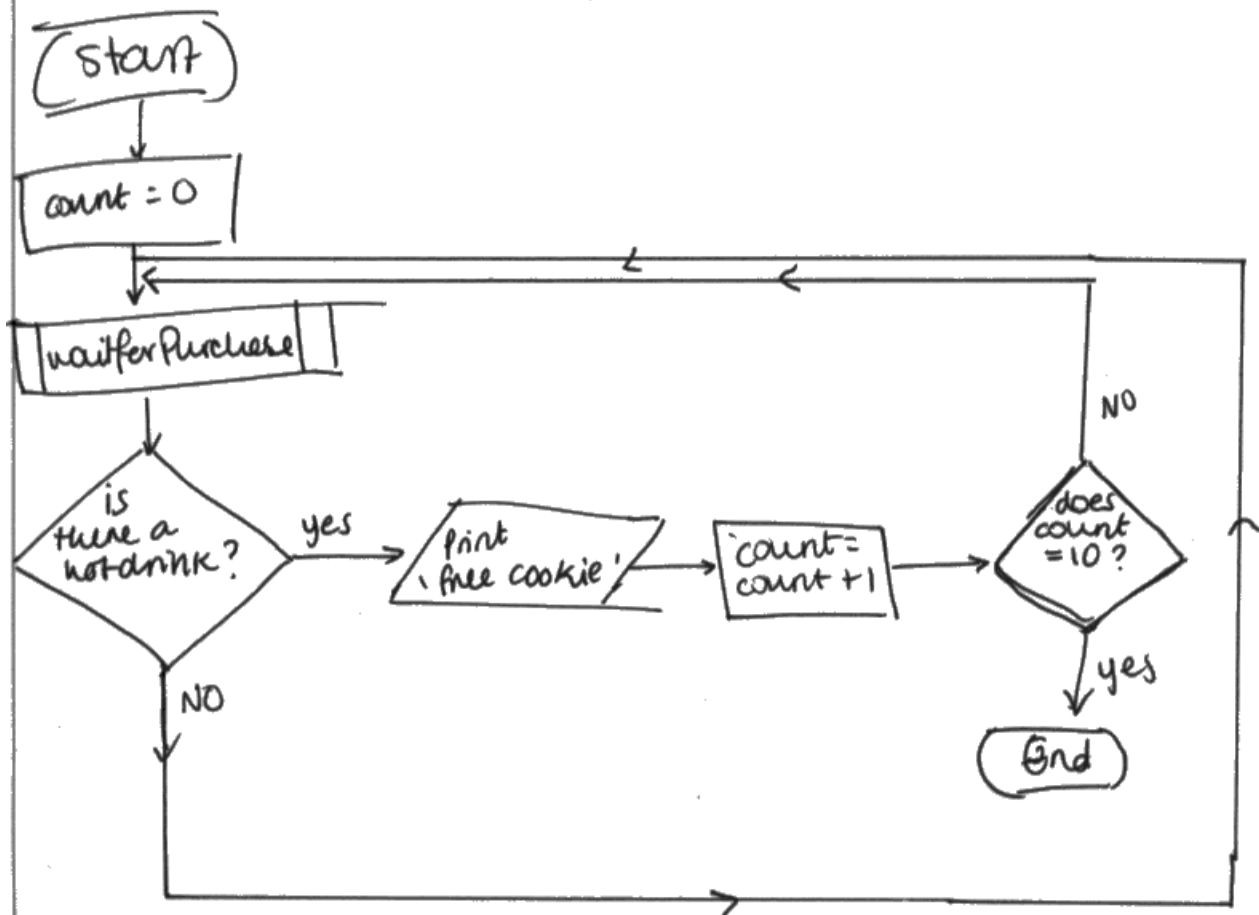 start
count = 0
waitforPurchase
is
there a
hotdrink?
yes
Print
'free cookie'
count =
count + 1
does
count
= 10?
NO
yes
End
NO